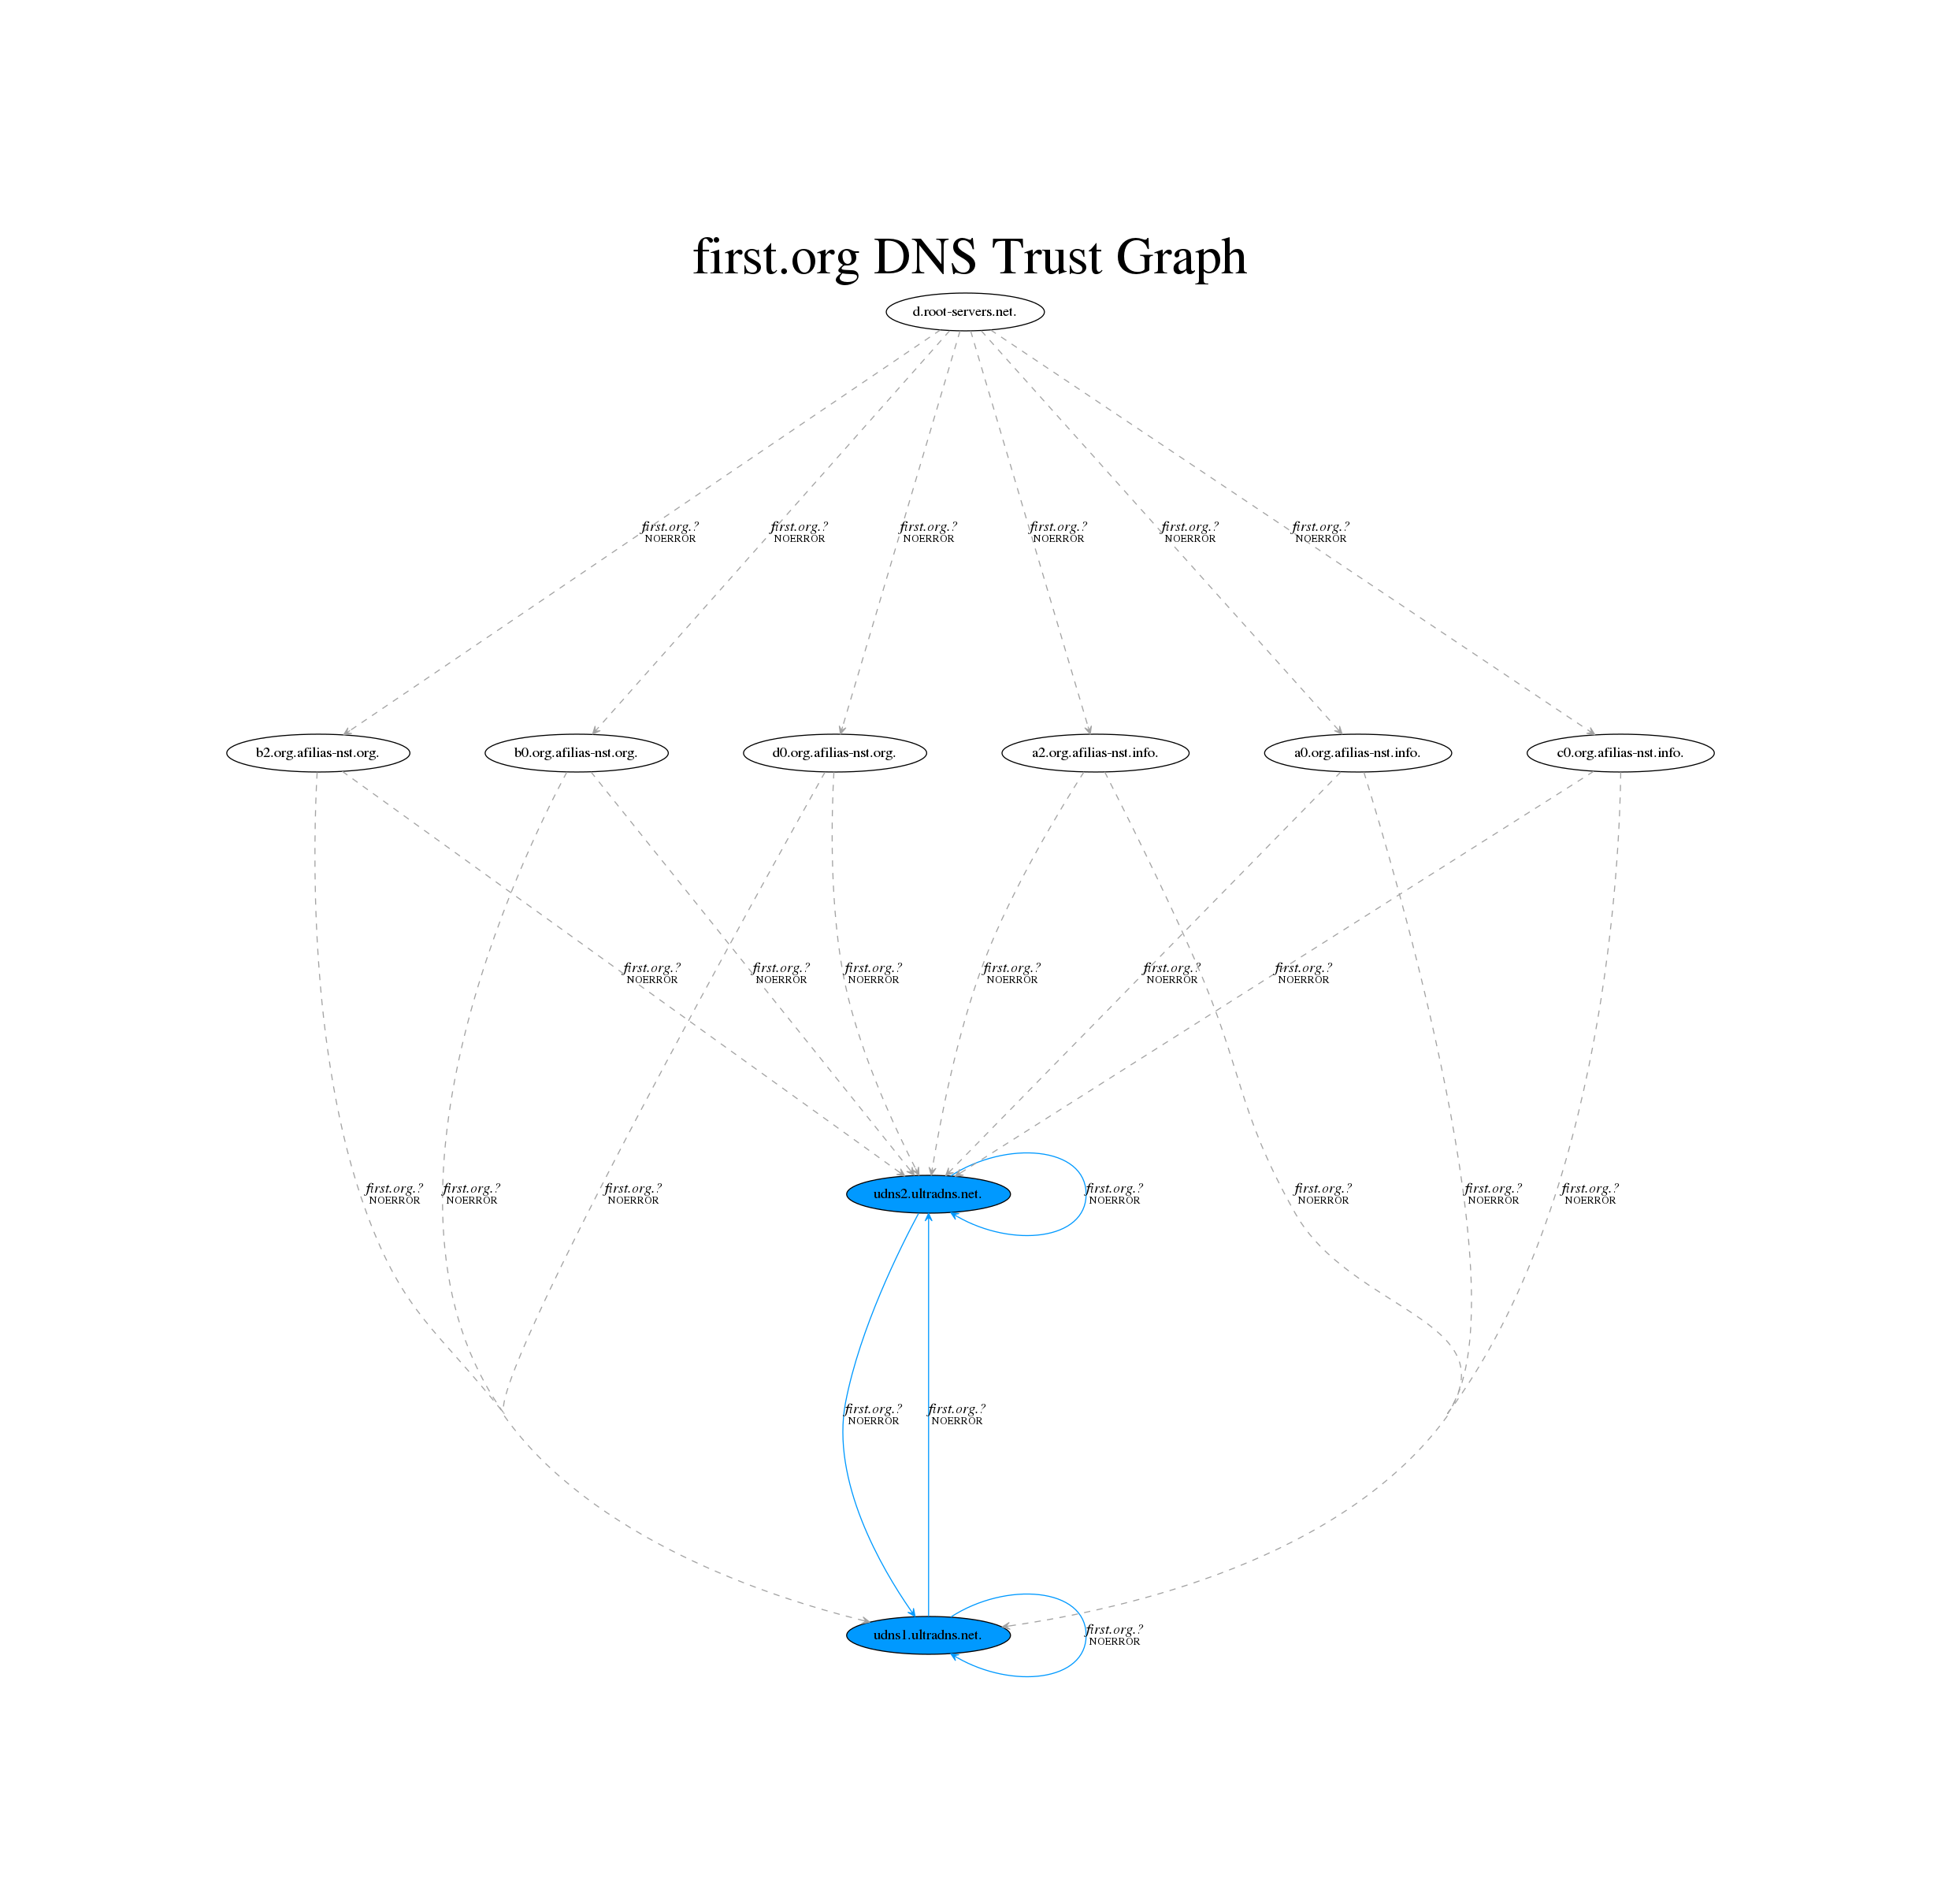 first.org DNS Trust Graph
d.root-servers.net.
first.org.?
NOERROR
first.org.?
NOERROR
first.org.?
NOERROR
first.org.?
NOERROR
first.org.?
NOERROR
first.org.?
NOERROR
b2.org.afilias-nst.org.
b0.org.afilias-nst.org.
d0.org.afilias-nst.org.
a2.org.afilias-nst.info.
a0.org.afilias-nst.info.
c0.org.afilias-nst.info.
first.org.?
NOERROR
first.org.?
NOERROR
first.org.?
NOERROR
first.org.?
NOERROR
first.org.?
NOERROR
first.org.?
NOERROR
first.org.?
NOERROR
first.org.?
NOERROR
first.org.?
NOERROR
udns2.ultradns.net.
first.org.?
NOERROR
first.org.?
NOERROR
first.org.?
NOERROR
first.org.?
NOERROR
first.org.?
NOERROR
first.org.?
NOERROR
udns1.ultradns.net.
first.org.?
NOERROR